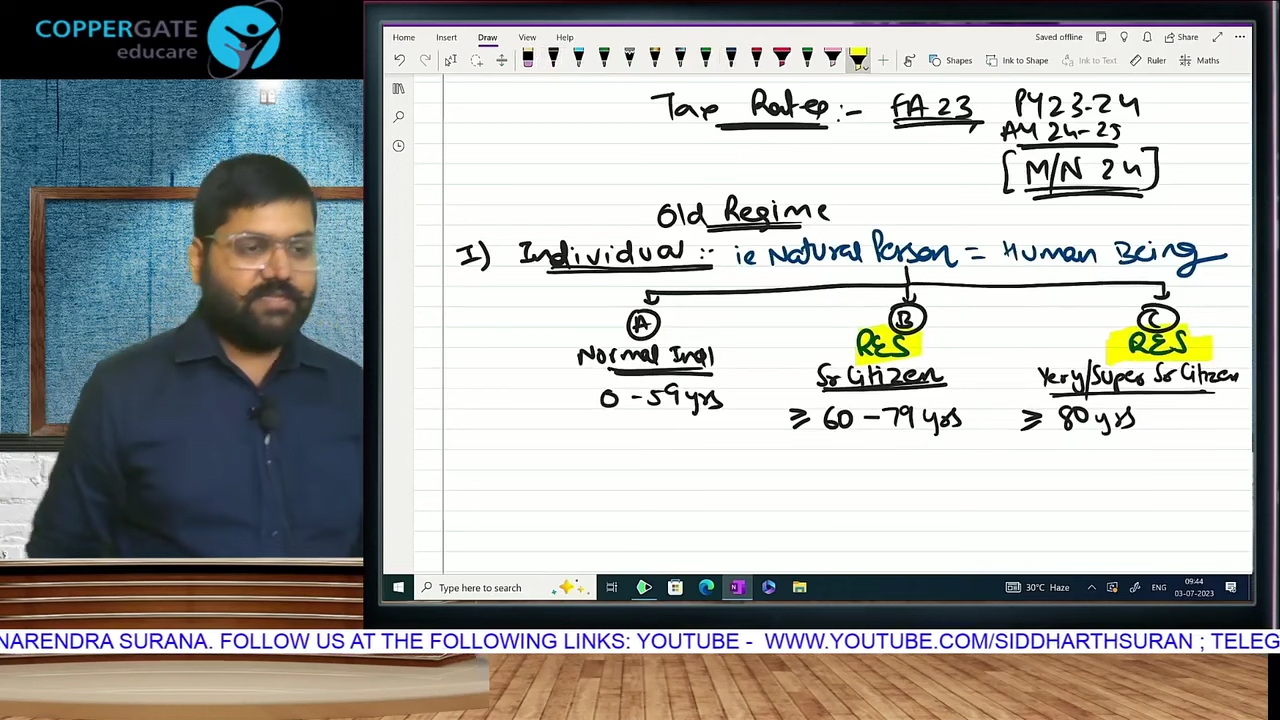 COPPERGATE
educare
Home Insert Draw View Help
Saved offline Share
Shapes Ink to Shape Ink to Text Ruler Maths
Tax Rates :- FA 23 PY23-24
AY 24-25
[M/N 24]
Old Regime
I) Individual :- ie Natural Person = Human Being
A B C
RES RES
Normal Indl Sr Citizen Very/Super Sr Citizen
0 - 59 yrs ≥ 60 - 79 yrs ≥ 80 yrs
Type here to search
30°C Haze ENG 09:44
03-07-2023
NARENDRA SURANA. FOLLOW US AT THE FOLLOWING LINKS: YOUTUBE - WWW.YOUTUBE.COM/SIDDHARTHSURAN ; TELEG